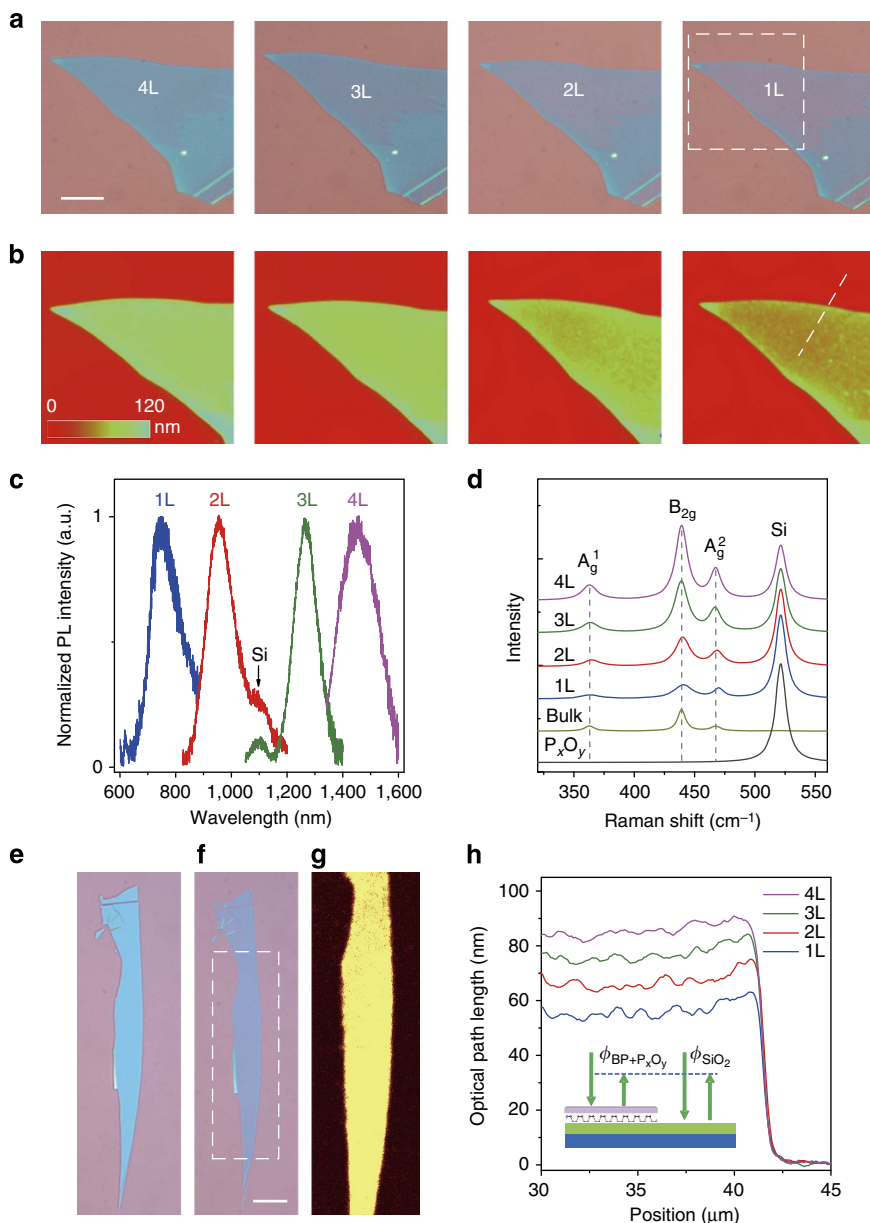 a
4L
3L
2L
1L
b
0 120
nm
c
1L 2L 3L 4L
Si
1
0
Normalized PL intensity (a.u.)
600 800 1,000 1,200 1,400 1,600
Wavelength (nm)
d
B2g
Si
Ag1
Ag2
4L
3L
2L
1L
Bulk
PxOy
Intensity
350 400 450 500 550
Raman shift (cm−1)
e
f
g
h
100
80
60
40
20
0
Optical path length (nm)
4L
3L
2L
1L
ϕBP+PxOy
ϕSiO2
30 35 40 45
Position (μm)